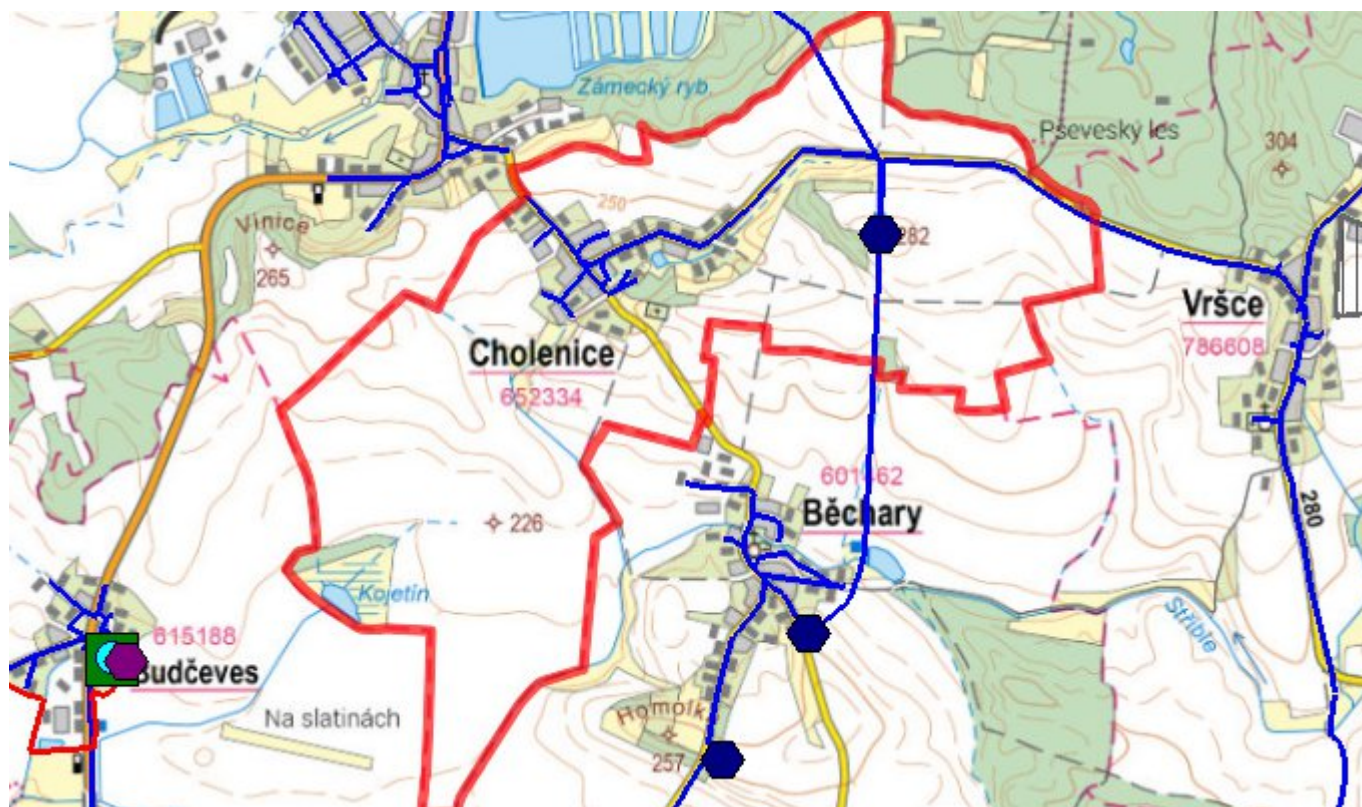 Zámecký ryb.
Pševeský les
304
Vinice
250
265
282
Vršce
786608
Cholenice
652334
601462
Běchary
226
280
Kojetín
Stříble
615188
Budčeves
Na slatinách
Homolk
257